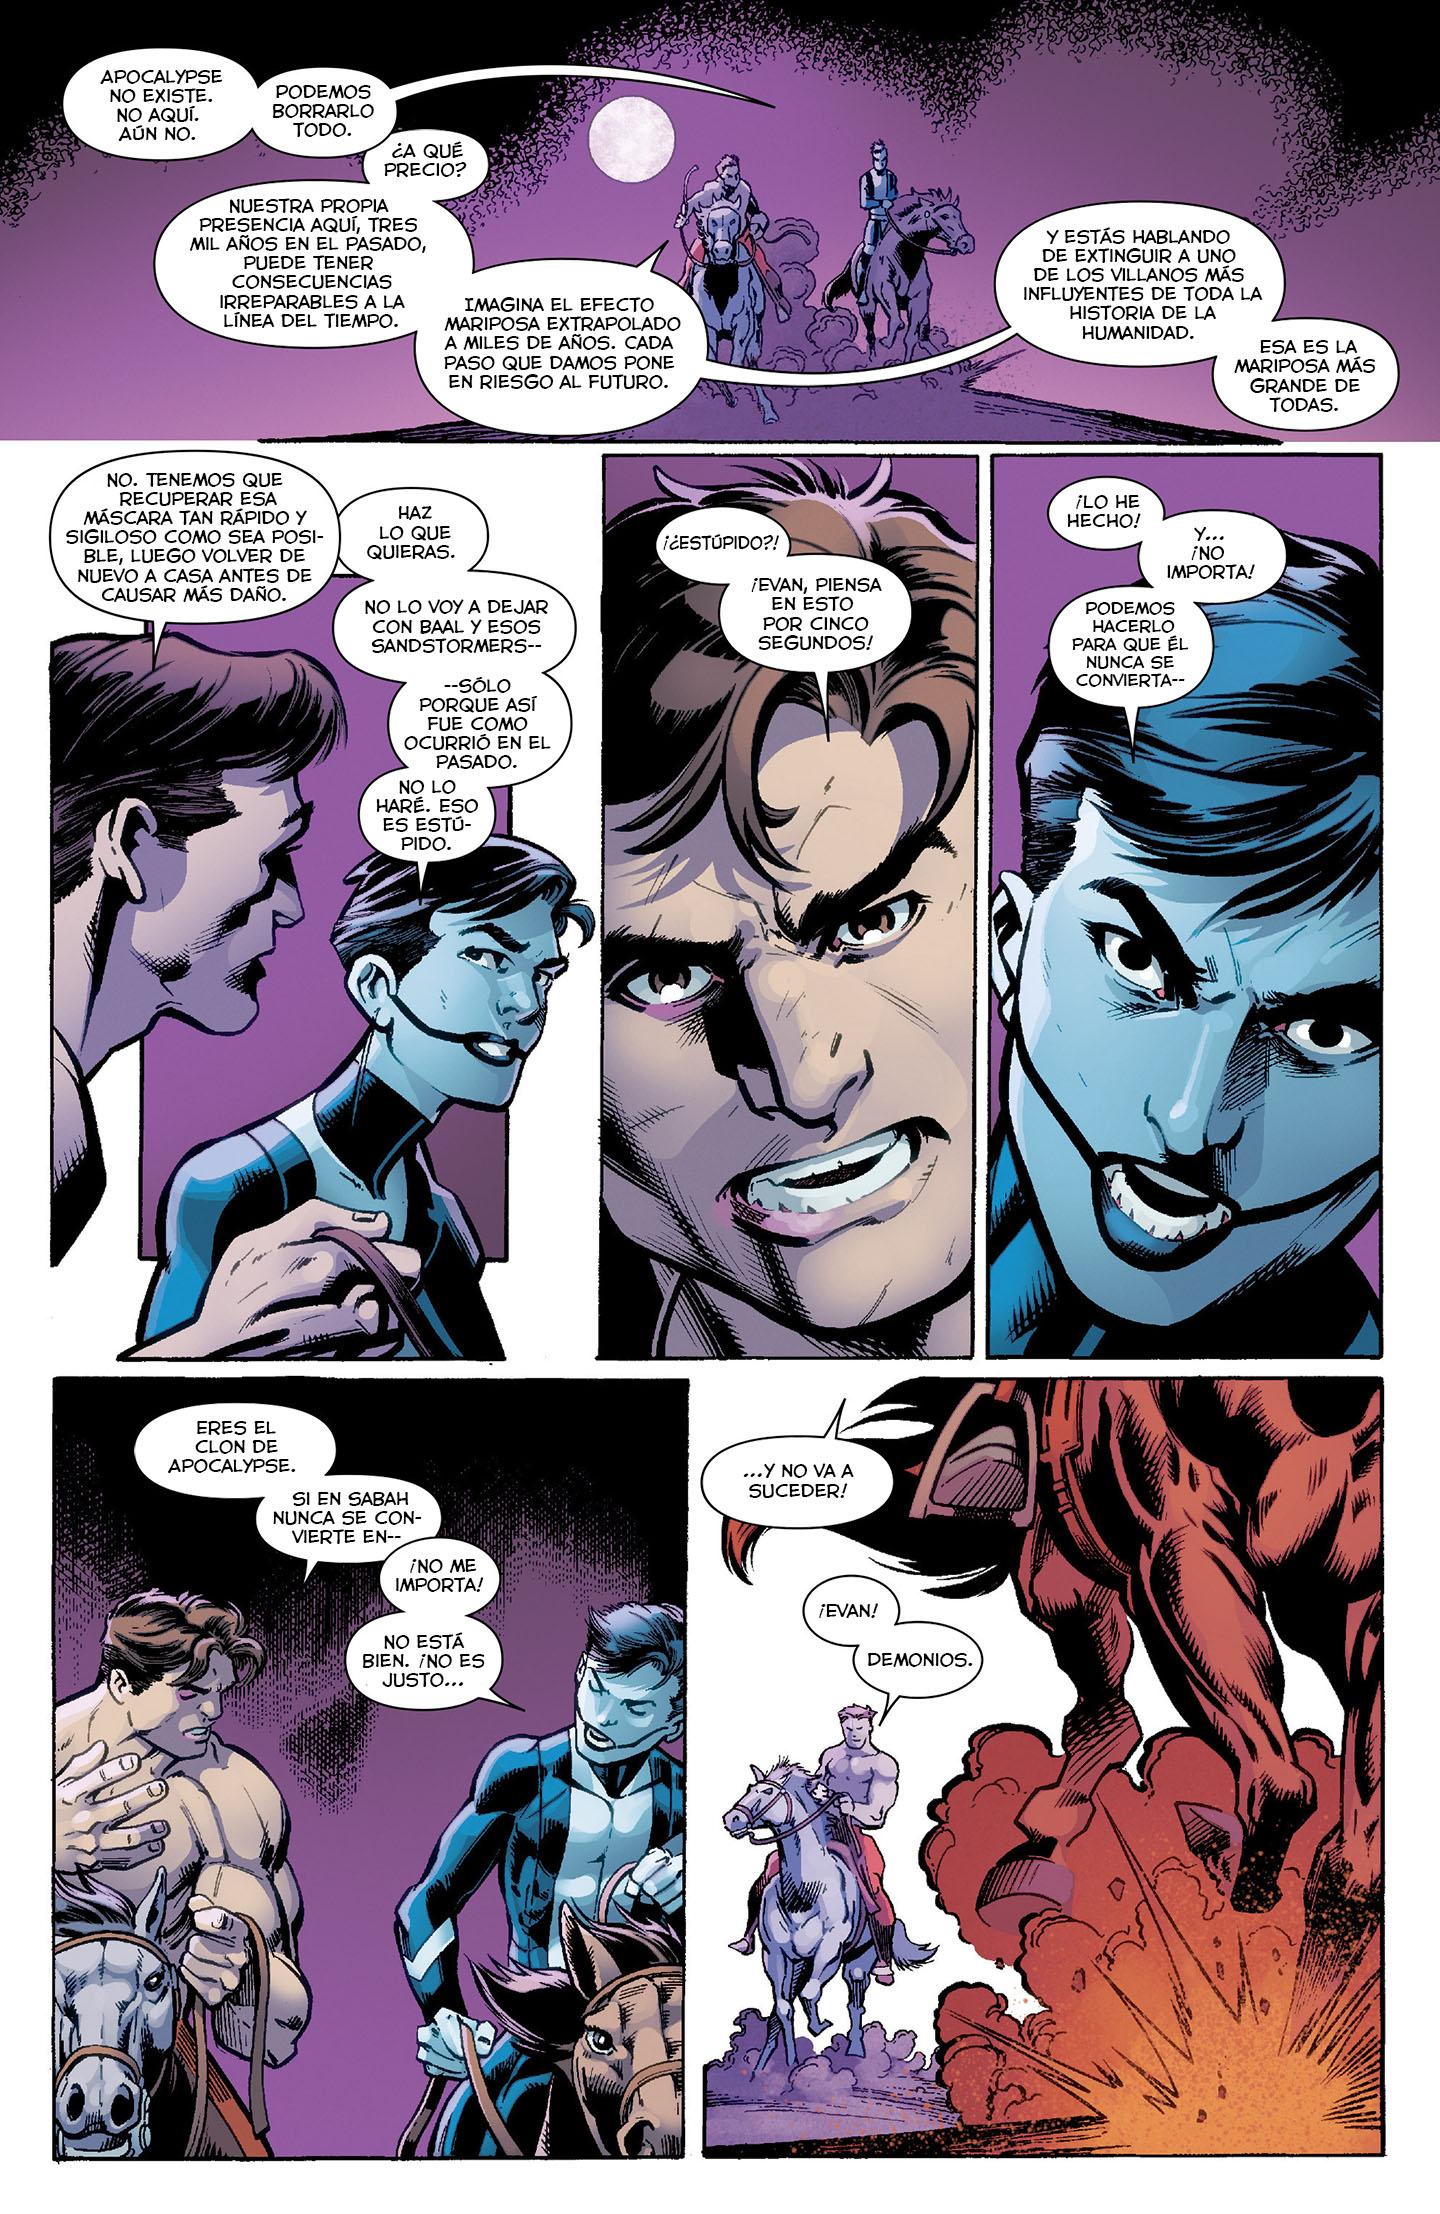 APOCALYPSE
NO EXISTE.
NO AQUÍ.
AÚN NO.
PODEMOS
BORRARLO
TODO.
¿A QUÉ
PRECIO?
NUESTRA PROPIA
PRESENCIA AQUÍ, TRES
MIL AÑOS EN EL PASADO,
PUEDE TENER
CONSECUENCIAS
IRREPARABLES A LA
LÍNEA DEL TIEMPO.
IMAGINA EL EFECTO
MARIPOSA EXTRAPOLADO
A MILES DE AÑOS. CADA
PASO QUE DAMOS PONE
EN RIESGO AL FUTURO.
Y ESTÁS HABLANDO
DE EXTINGUIR A UNO
DE LOS VILLANOS MÁS
INFLUYENTES DE TODA LA
HISTORIA DE LA
HUMANIDAD.
ESA ES LA
MARIPOSA MÁS
GRANDE DE
TODAS.
NO. TENEMOS QUE
RECUPERAR ESA
MÁSCARA TAN RÁPIDO Y
SIGILOSO COMO SEA POSI-
BLE, LUEGO VOLVER DE
NUEVO A CASA ANTES DE
CAUSAR MÁS DAÑO.
HAZ
LO QUE
QUIERAS.
NO LO VOY A DEJAR
CON BAAL Y ESOS
SANDSTORMERS--
--SÓLO
PORQUE ASÍ
FUE COMO
OCURRIÓ EN EL
PASADO.
NO LO
HARÉ. ESO
ES ESTÚ-
PIDO.
¡¿ESTÚPIDO?!
¡EVAN, PIENSA
EN ESTO
POR CINCO
SEGUNDOS!
¡LO HE
HECHO!
Y...
¡NO
IMPORTA!
PODEMOS
HACERLO
PARA QUE ÉL
NUNCA SE
CONVIERTA--
ERES EL
CLON DE
APOCALYPSE.
SI EN SABAH
NUNCA SE CON-
VIERTE EN--
¡NO ME
IMPORTA!
NO ESTÁ
BIEN. ¡NO ES
JUSTO...
...Y NO VA A
SUCEDER!
¡EVAN!
DEMONIOS.